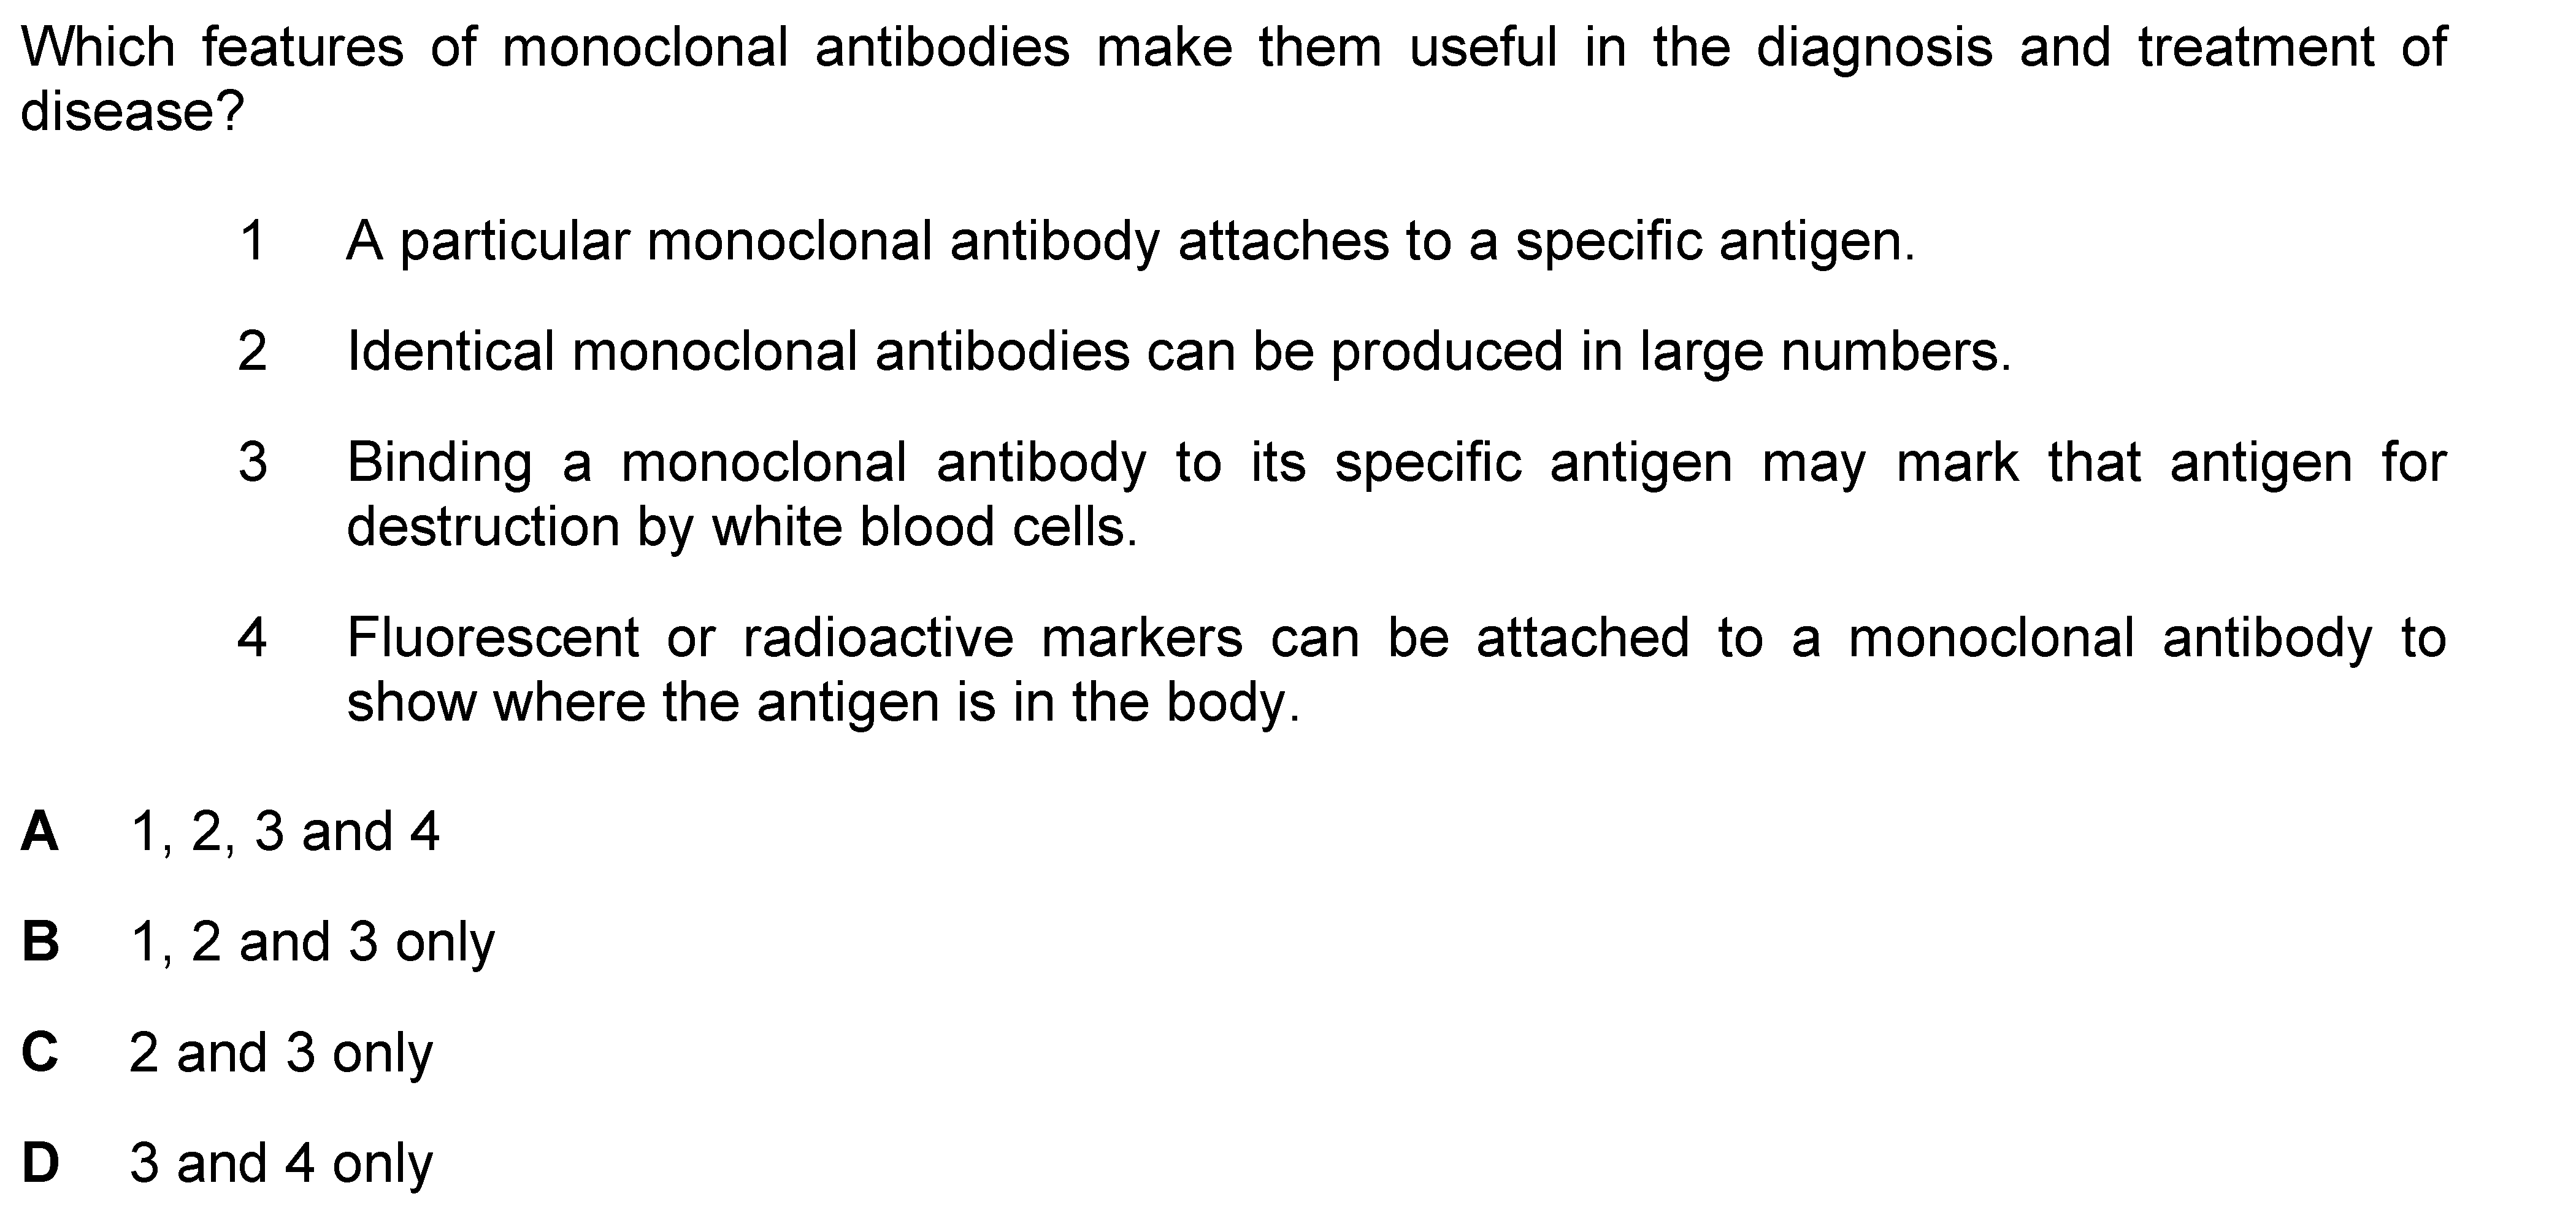 Which features of monoclonal antibodies make them useful in the diagnosis and treatment of
disease?
1 A particular monoclonal antibody attaches to a specific antigen.
2 Identical monoclonal antibodies can be produced in large numbers.
3 Binding a monoclonal antibody to its specific antigen may mark that antigen for
destruction by white blood cells.
4 Fluorescent or radioactive markers can be attached to a monoclonal antibody to
show where the antigen is in the body.
A 1, 2, 3 and 4
B 1, 2 and 3 only
C 2 and 3 only
D 3 and 4 only